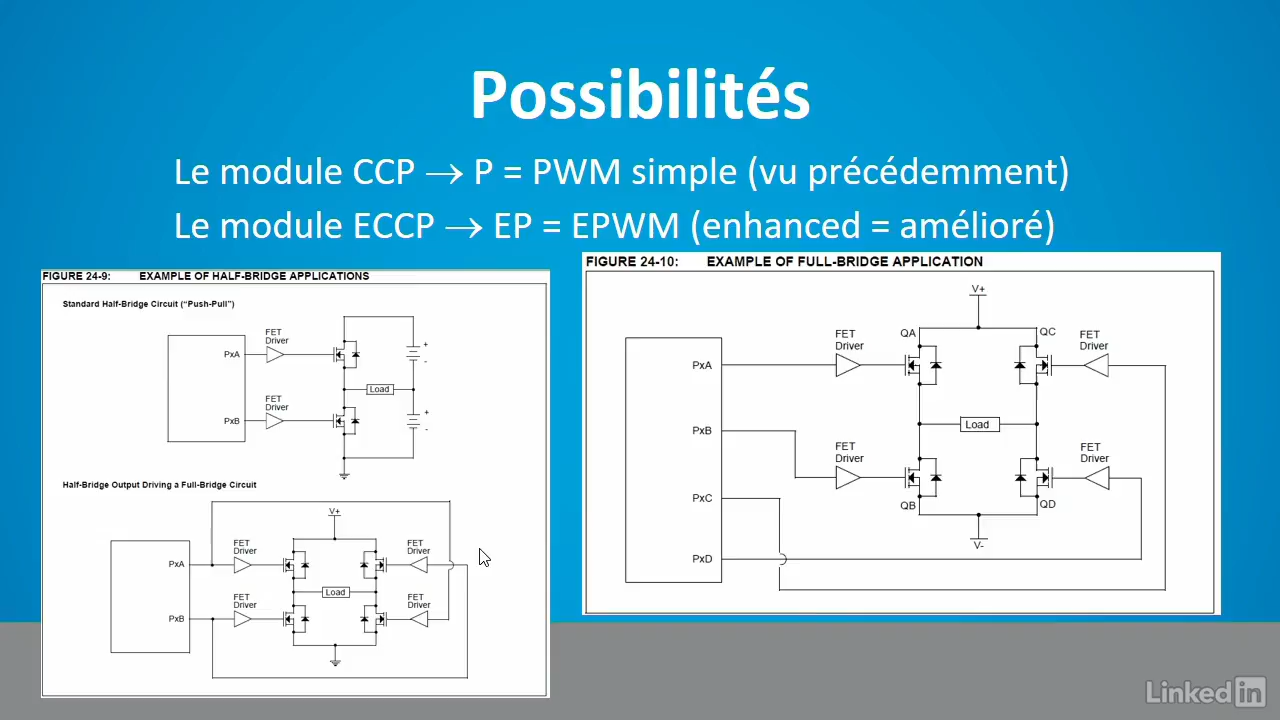 Possibilités
Le module CCP → P = PWM simple (vu précédemment)
Le module ECCP → EP = EPWM (enhanced = amélioré)
FIGURE 24-9: EXAMPLE OF HALF-BRIDGE APPLICATIONS
Standard Half-Bridge Circuit (“Push-Pull”)
FET
Driver
PxA
+
-
Load
FET
Driver
PxB
+
-
Half-Bridge Output Driving a Full-Bridge Circuit
V+
FET
Driver
FET
Driver
PxA
Load
FET
Driver
FET
Driver
PxB
FIGURE 24-10: EXAMPLE OF FULL-BRIDGE APPLICATION
V+
FET
Driver
QA
QC
FET
Driver
PxA
PxB
Load
FET
Driver
FET
Driver
PxC
QB
QD
V-
PxD
Linked in